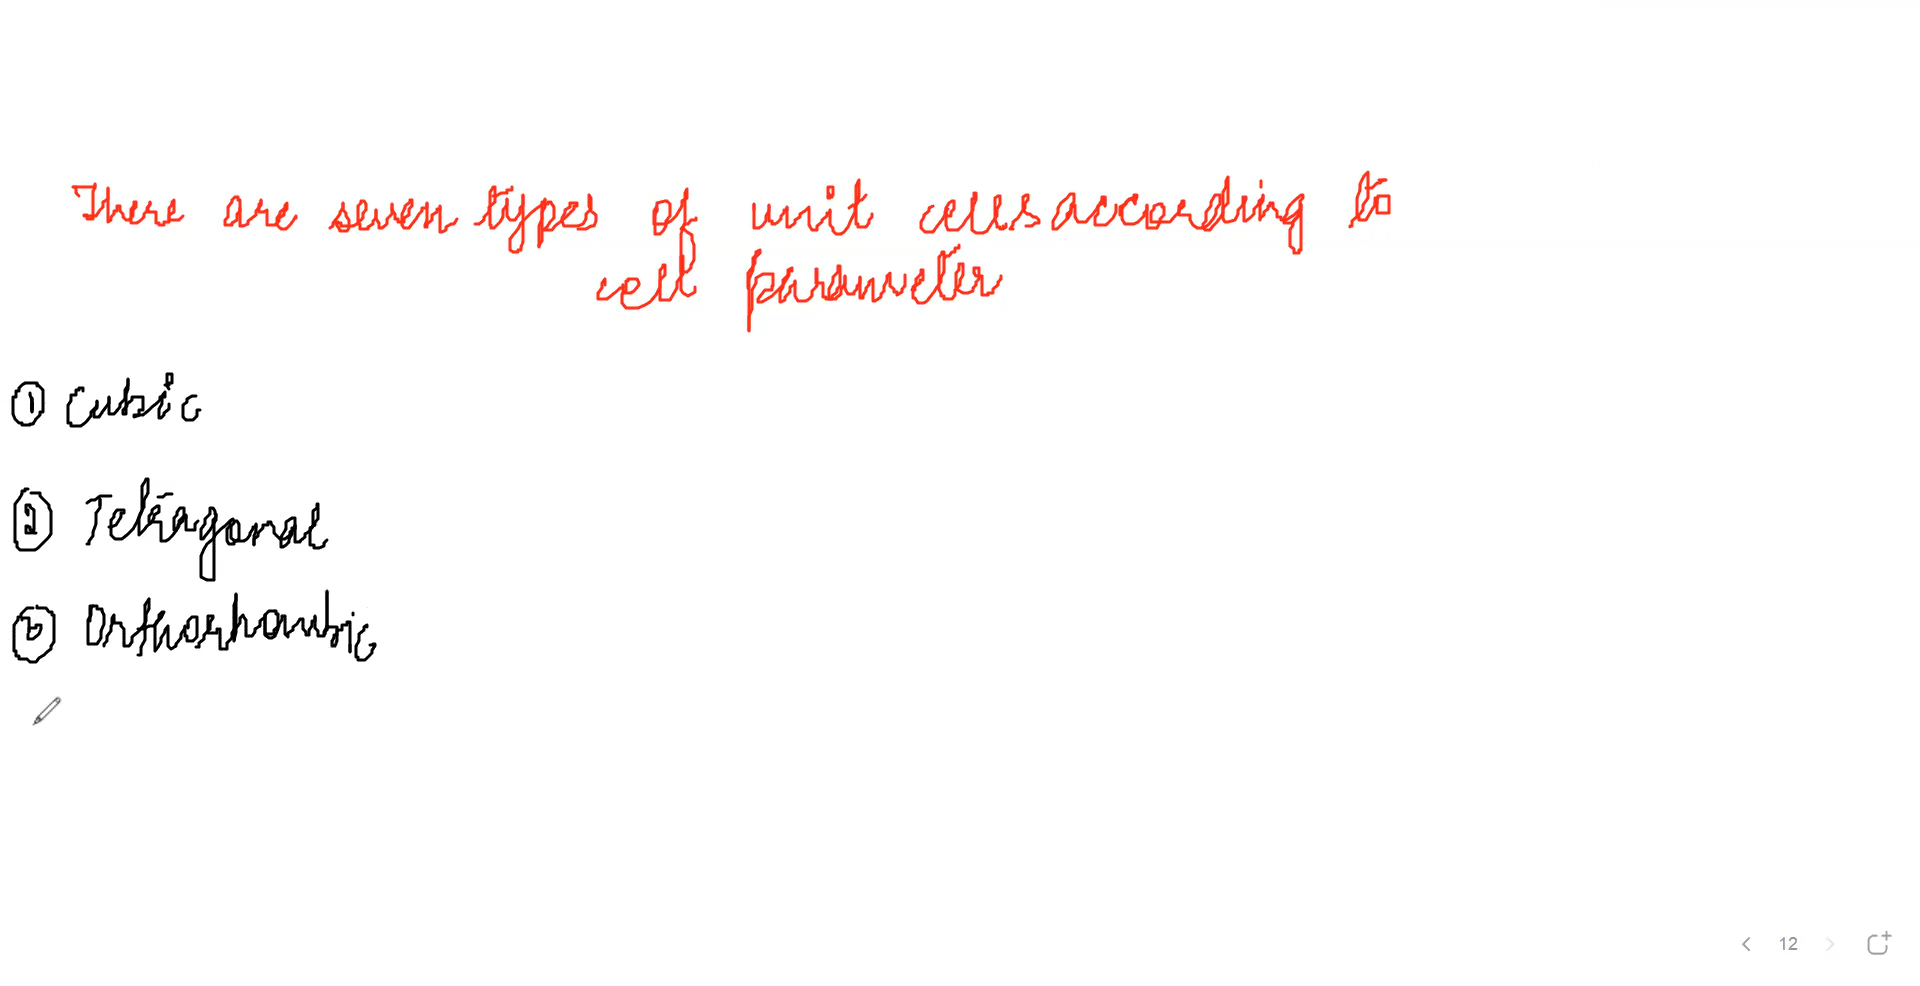 There are seven types of unit cells according to
cell parameter
① Cubic
② Tetragonal
③ Orthorhombic
12